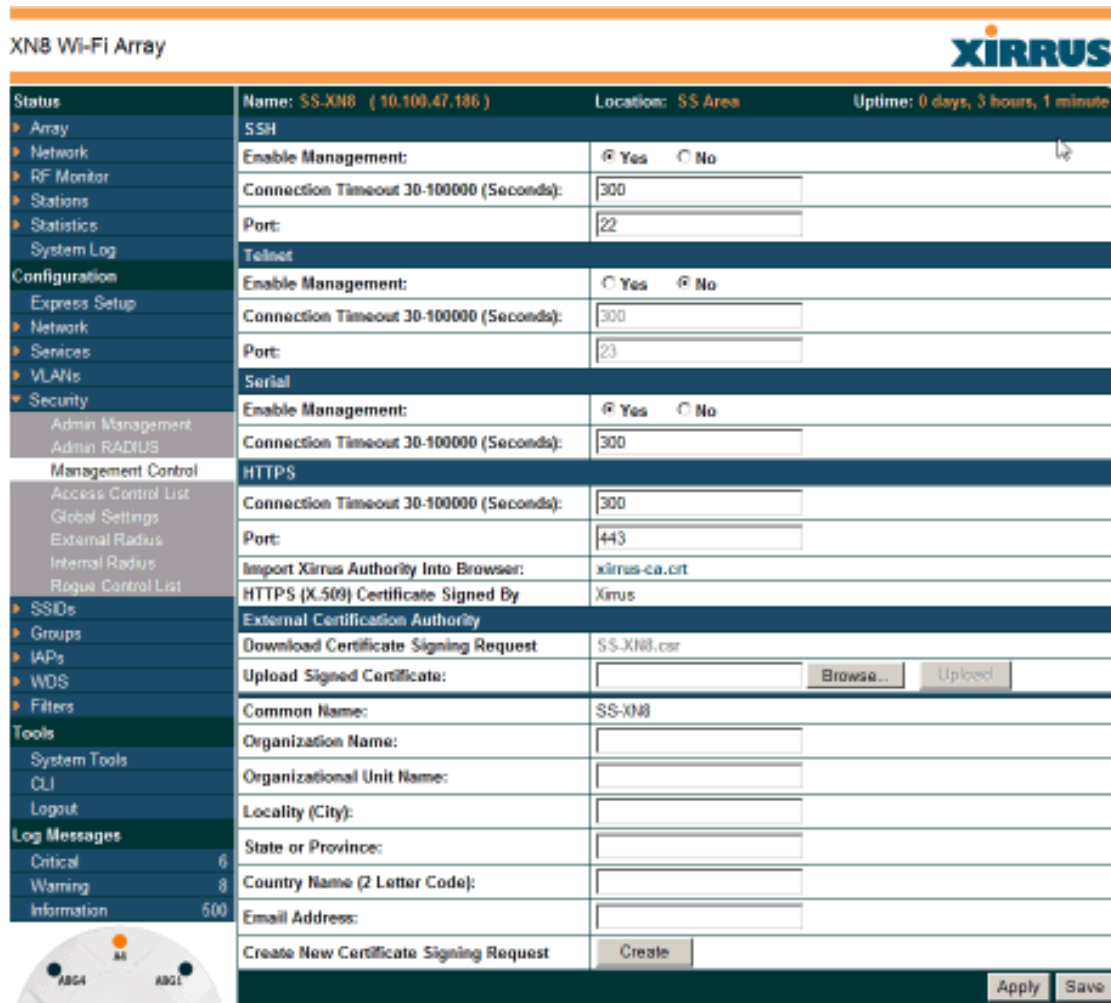 XN8 Wi-Fi Array
XIRRUS
Status
Array
Network
RF Monitor
Stations
Statistics
System Log
Configuration
Express Setup
Network
Services
VLANs
Security
Admin Management
Admin RADIUS
Management Control
Access Control List
Global Settings
External Radius
Internal Radius
Rogue Control List
SSIDs
Groups
IAPs
WDS
Filters
Tools
System Tools
CLI
Logout
Log Messages
Critical 6
Warning 8
Information 500
A4
ABG4 ABG1
Name: SS-XN8 ( 10.100.47.186 ) Location: SS Area Uptime: 0 days, 3 hours, 1 minute
SSH
Enable Management: Yes No
Connection Timeout 30-100000 (Seconds): 300
Port: 22
Telnet
Enable Management: Yes No
Connection Timeout 30-100000 (Seconds): 300
Port: 23
Serial
Enable Management: Yes No
Connection Timeout 30-100000 (Seconds): 300
HTTPS
Connection Timeout 30-100000 (Seconds): 300
Port: 443
Import Xirrus Authority Into Browser: xirrus-ca.crt
HTTPS (X.509) Certificate Signed By Xirrus
External Certification Authority
Download Certificate Signing Request SS-XN8.csr
Upload Signed Certificate: Browse... Upload
Common Name: SS-XN8
Organization Name:
Organizational Unit Name:
Locality (City):
State or Province:
Country Name (2 Letter Code):
Email Address:
Create New Certificate Signing Request Create
Apply Save